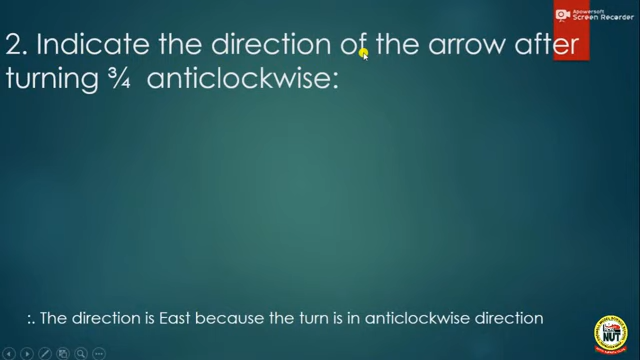 Apowersoft
Screen Recorder
2. Indicate the direction of the arrow after
turning ¾ anticlockwise:
:. The direction is East because the turn is in anticlockwise direction
NUT